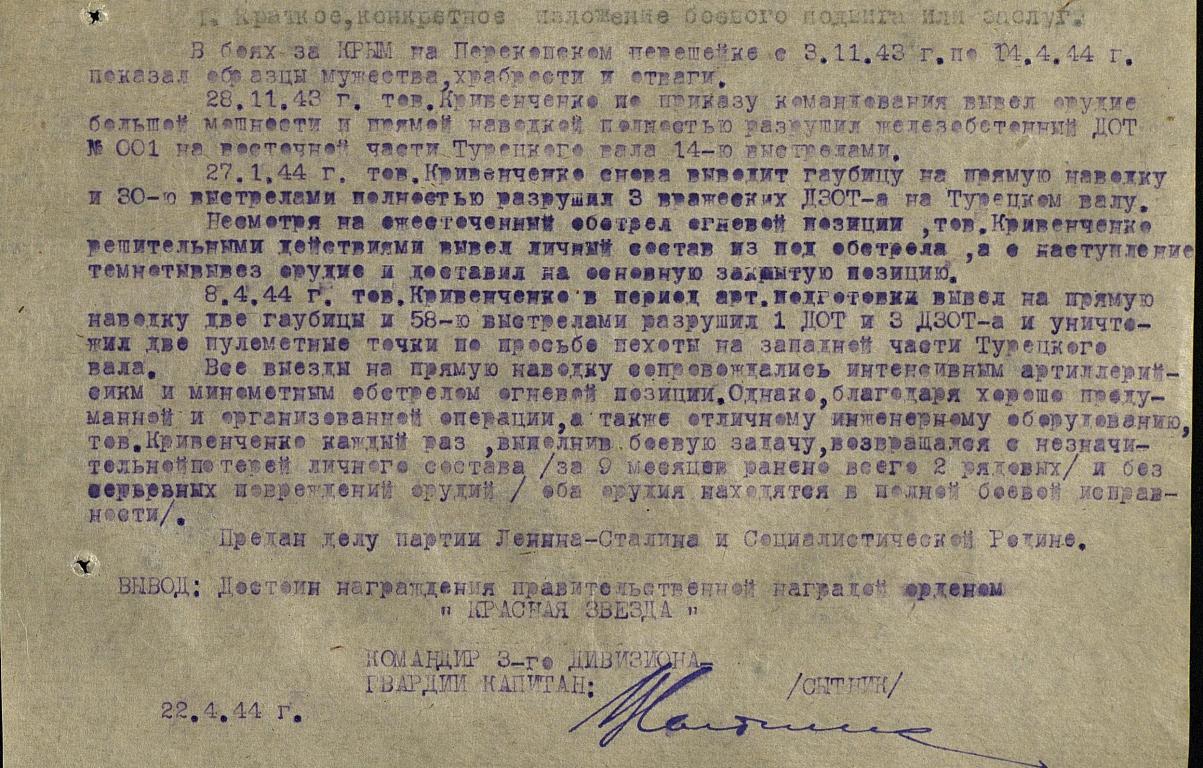 1. Краткое,конкретное изложение боевого подвига или заслуг.
В боях за КРЫМ на Перекопском перешейке с 3.11.43 г.по 14.4.44 г.
показал образцы мужества,храбрости и отваги.
28.11.43 г. тов.Кривенченко по приказу командования вывел орудие
большой мощности и прямой наводкой полностью разрушил железобетонный ДОТ
№ 001 на восточной части Турецкого вала 14-ю выстрелами.
27.1.44 г. тов.Кривенченко снова выводит гаубицу на прямую наводку
и 30-ю выстрелами полностью разрушил 3 вражеских ДЗОТ-а на Турецком валу.
Несмотря на ожесточенный обстрел огневой позиции ,тов.Кривенченко
решительными действиями вывел личный состав из под обстрела ,а с наступление
темнотывывез орудие и доставил на основную закрытую позицию.
8.4.44 г. тов.Кривенченко в период арт.подготовки вывел на прямую
наводку две гаубицы и 58-ю выстрелами разрушил 1 ДОТ и 3 ДЗОТ-а и уничто-
жил две пулеметные точки по просьбе пехоты на западной части Турецкого
вала. Все выезды на прямую наводку сопровождались интенсивным артиллерий-
сикм и минометным обстрелом огневой позиции.Однако,благодаря хорошо проду-
манной и организованной операции,а также отличному инженерному оборудованию,
тов.Кривенченко каждый раз ,выполнив боевую задачу,возвращался с незначи-
тельнойпотерей личного состава /за 9 месяцев ранено всего 2 рядовых/ и без
серьезных повреждений орудий / оба орудия находятся в полной боевой исправ-
ности/.
Предан делу партии Ленина-Сталина и Социалистической Родине.
ВЫВОД: Достоин награждения правительственной наградой орденом
" КРАСНАЯ ЗВЕЗДА "
КОМАНДИР 3-го ДИВИЗИОНА
ГВАРДИИ КАПИТАН: /СЫТНИК/
22.4.44 г.